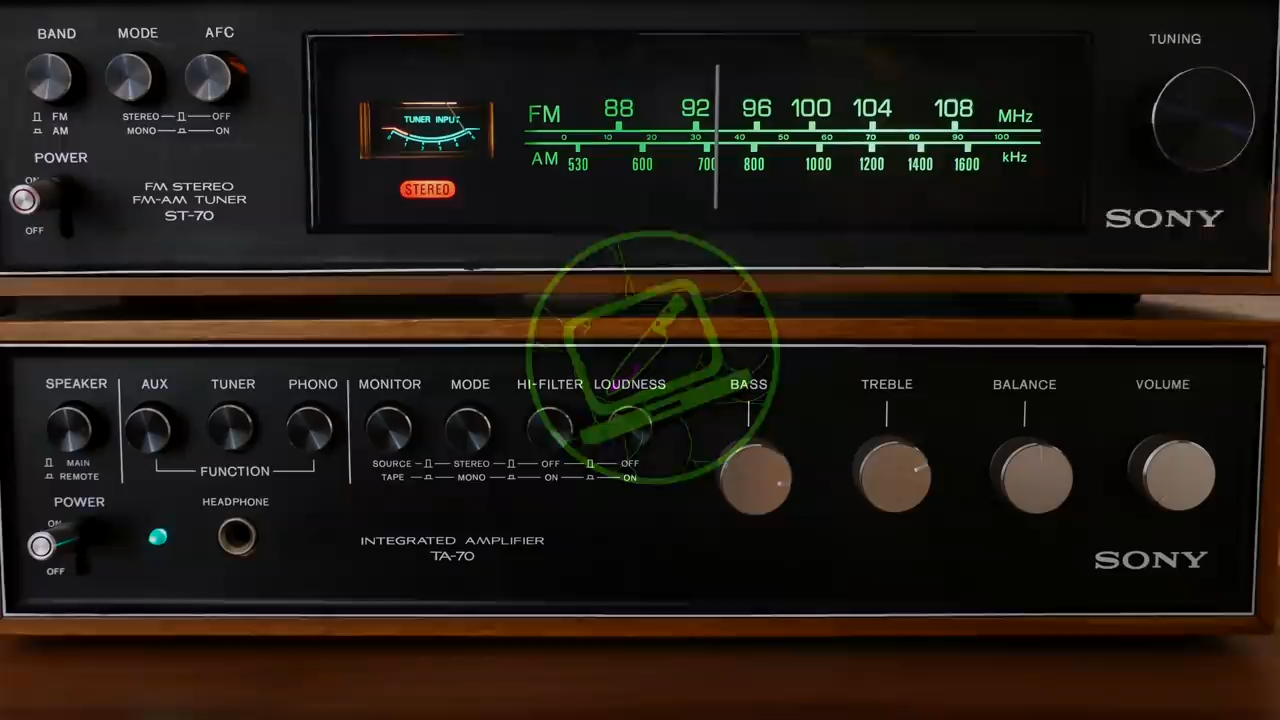 BAND MODE AFC
TUNING
FM 88 92 96 100 104 108 MHz
TUNER INPUT
FM STEREO OFF
AM MONO ON
0 10 20 30 40 50 60 70 80 90 100
AM 530 600 700 800 1000 1200 1400 1600 kHz
POWER
ON
STEREO
FM STEREO
FM-AM TUNER
ST-70
OFF
SONY
SPEAKER AUX TUNER PHONO MONITOR MODE HI-FILTER LOUDNESS BASS TREBLE BALANCE VOLUME
MAIN SOURCE STEREO OFF OFF
REMOTE FUNCTION TAPE MONO ON ON
POWER HEADPHONE
ON
INTEGRATED AMPLIFIER
TA-70
OFF
SONY